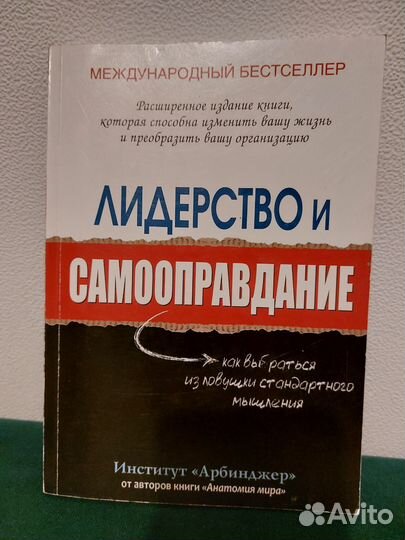 МЕЖДУНАРОДНЫЙ БЕСТСЕЛЛЕР
Расширенное издание книги,
которая способна изменить вашу жизнь
и преобразить вашу организацию
ЛИДЕРСТВО И
САМООПРАВДАНИЕ
как выбраться
из ловушки стандартного
мышления
Институт «Арбинджер»
от авторов книги «Анатомия мира»
Avito